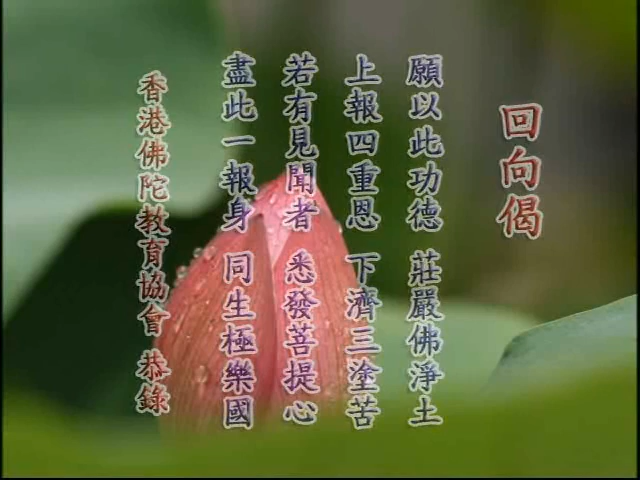 回向偈
願以此功德 莊嚴佛淨土
上報四重恩 下濟三塗苦
若有見聞者 悉發菩提心
盡此一報身 同生極樂國
香港佛陀教育協會 恭錄